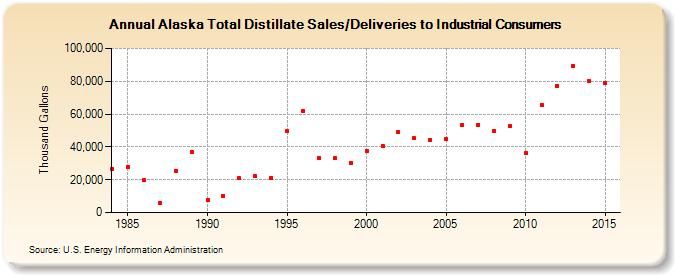 Annual Alaska Total Distillate Sales/Deliveries to Industrial Consumers
Thousand Gallons
100,000
80,000
60,000
40,000
20,000
0
1985 1990 1995 2000 2005 2010 2015
Source: U.S. Energy Information Administration